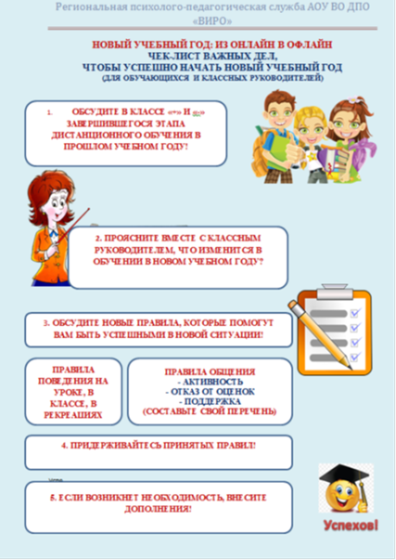 Региональная психолого-педагогическая служба АОУ ВО ДПО
«ВИРО»
НОВЫЙ УЧЕБНЫЙ ГОД: ИЗ ОНЛАЙН В ОФЛАЙН
ЧЕК-ЛИСТ ВАЖНЫХ ДЕЛ,
ЧТОБЫ УСПЕШНО НАЧАТЬ НОВЫЙ УЧЕБНЫЙ ГОД
(ДЛЯ ОБУЧАЮЩИХСЯ И КЛАССНЫХ РУКОВОДИТЕЛЕЙ)
1. ОБСУДИТЕ В КЛАССЕ «+» И «-»
ЗАВЕРШИВШЕГОСЯ ЭТАПА
ДИСТАНЦИОННОГО ОБУЧЕНИЯ В
ПРОШЛОМ УЧЕБНОМ ГОДУ!
2. ПРОЯСНИТЕ ВМЕСТЕ С КЛАССНЫМ
РУКОВОДИТЕЛЕМ, ЧТО ИЗМЕНИТСЯ В
ОБУЧЕНИИ В НОВОМ УЧЕБНОМ ГОДУ?
3. ОБСУДИТЕ НОВЫЕ ПРАВИЛА, КОТОРЫЕ ПОМОГУТ
ВАМ БЫТЬ УСПЕШНЫМИ В НОВОЙ СИТУАЦИИ!
ПРАВИЛА
ПОВЕДЕНИЯ НА
УРОКЕ, В
КЛАССЕ, В
РЕКРЕАЦИЯХ
ПРАВИЛА ОБЩЕНИЯ
- АКТИВНОСТЬ
- ОТКАЗ ОТ ОЦЕНОК
- ПОДДЕРЖКА
(СОСТАВЬТЕ СВОЙ ПЕРЕЧЕНЬ)
4. ПРИДЕРЖИВАЙТЕСЬ ПРИНЯТЫХ ПРАВИЛ!
5. ЕСЛИ ВОЗНИКНЕТ НЕОБХОДИМОСТЬ, ВНЕСИТЕ
ДОПОЛНЕНИЯ!
Успехов!